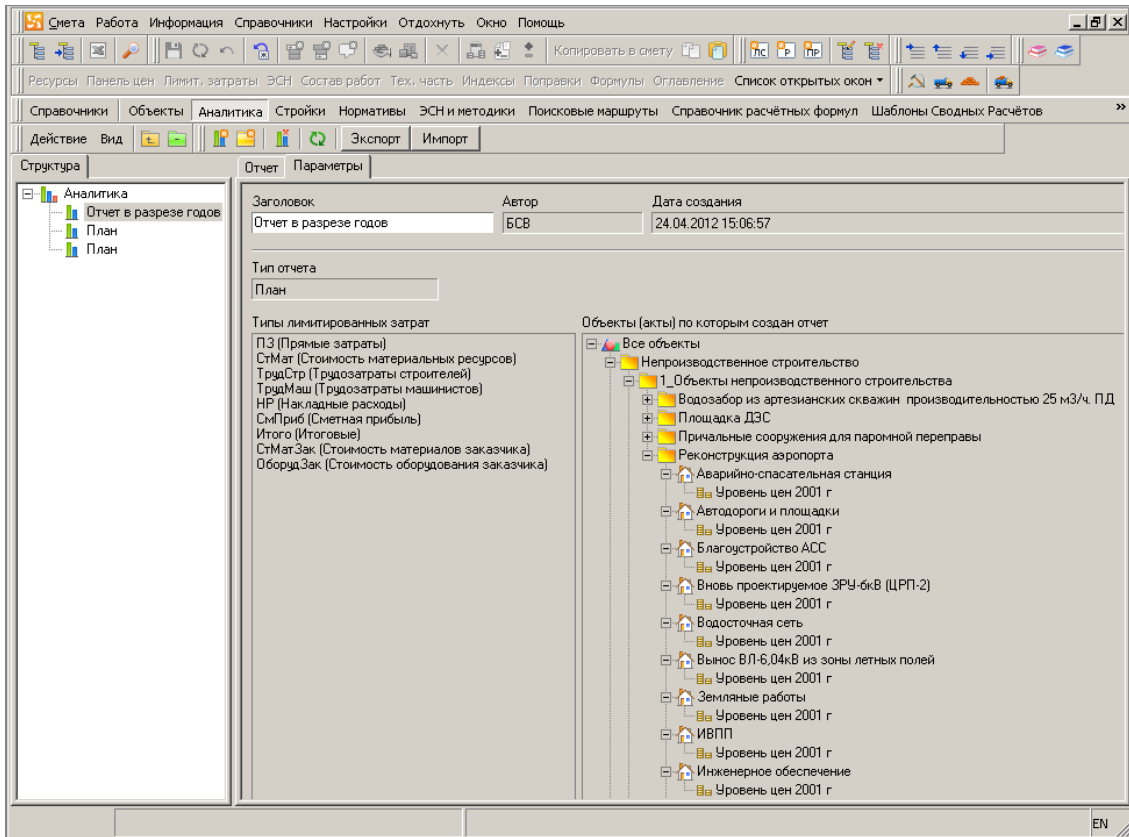 Смета Работа Информация Справочники Настройки Отдохнуть Окно Помощь
Копировать в смету
Ресурсы Панель цен Лимит. затраты ЭСН Состав работ Тех. часть Индексы Поправки Формулы Оглавление Список открытых окон
Справочники Объекты Аналитика Стройки Нормативы ЭСН и методики Поисковые маршруты Справочник расчётных формул Шаблоны Сводных Расчётов »
Действие Вид Экспорт Импорт
Структура
Отчет Параметры
Аналитика
Отчет в разрезе годов
План
План
Заголовок Автор Дата создания
Отчет в разрезе годов БСВ 24.04.2012 15:06:57
Тип отчета
План
Типы лимитированных затрат
ПЗ (Прямые затраты)
СтМат (Стоимость материальных ресурсов)
ТрудСтр (Трудозатраты строителей)
ТрудМаш (Трудозатраты машинистов)
НР (Накладные расходы)
СмПриб (Сметная прибыль)
Итого (Итоговые)
СтМатЗак (Стоимость материалов заказчика)
ОборудЗак (Стоимость оборудования заказчика)
Объекты (акты) по которым создан отчет
Все объекты
Непроизводственное строительство
1_Объекты непроизводственного строительства
Водозабор из артезианских скважин производительностью 25 м3/ч. ПД
Площадка ДЭС
Причальные сооружения для паромной переправы
Реконструкция аэропорта
Аварийно-спасательная станция
Уровень цен 2001 г
Автодороги и площадки
Уровень цен 2001 г
Благоустройство АСС
Уровень цен 2001 г
Вновь проектируемое ЗРУ-6кВ (ЦРП-2)
Уровень цен 2001 г
Водосточная сеть
Уровень цен 2001 г
Вынос ВЛ-6,04кВ из зоны летных полей
Уровень цен 2001 г
Земляные работы
Уровень цен 2001 г
ИВПП
Уровень цен 2001 г
Инженерное обеспечение
Уровень цен 2001 г
EN